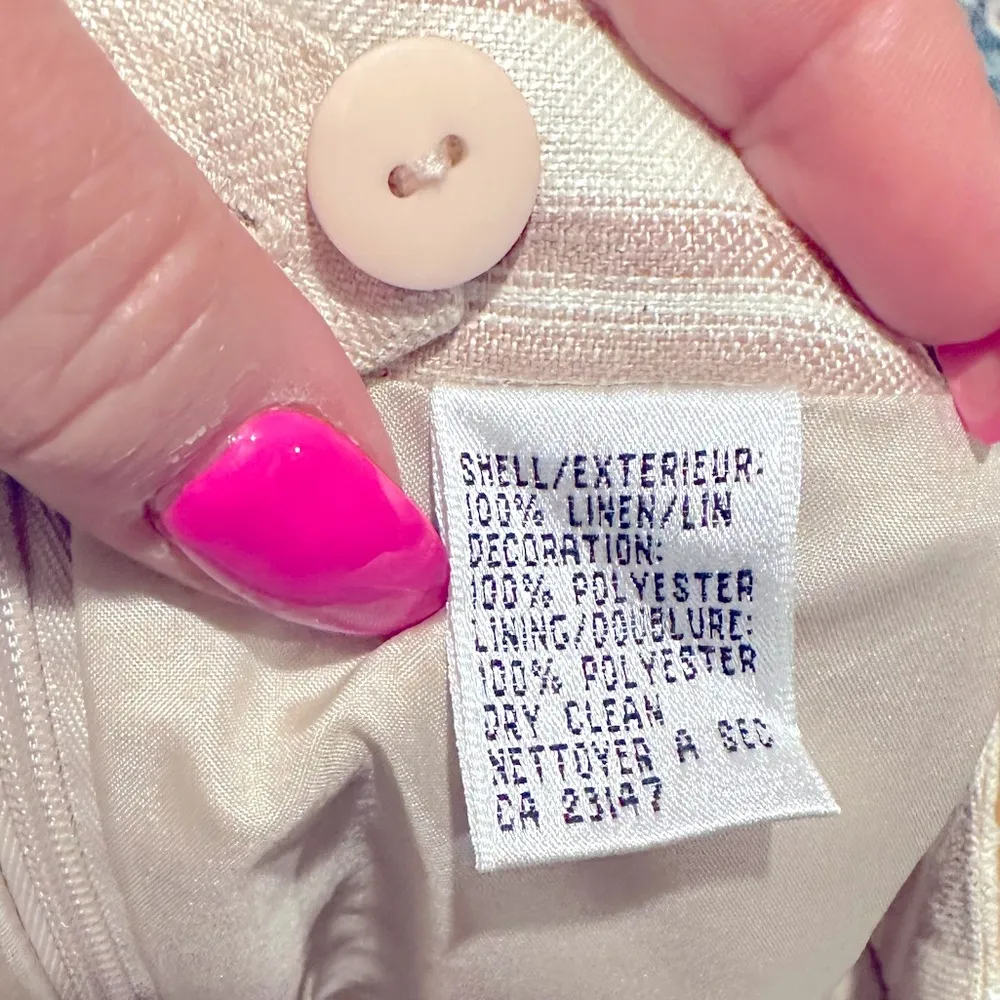 SHELL/EXTERIEUR:
100% LINEN/LIN
DECORATION:
100% POLYESTER
LINING/DOUBLURE:
100% POLYESTER
DRY CLEAN
NETTOYER A SEC
CA 23147